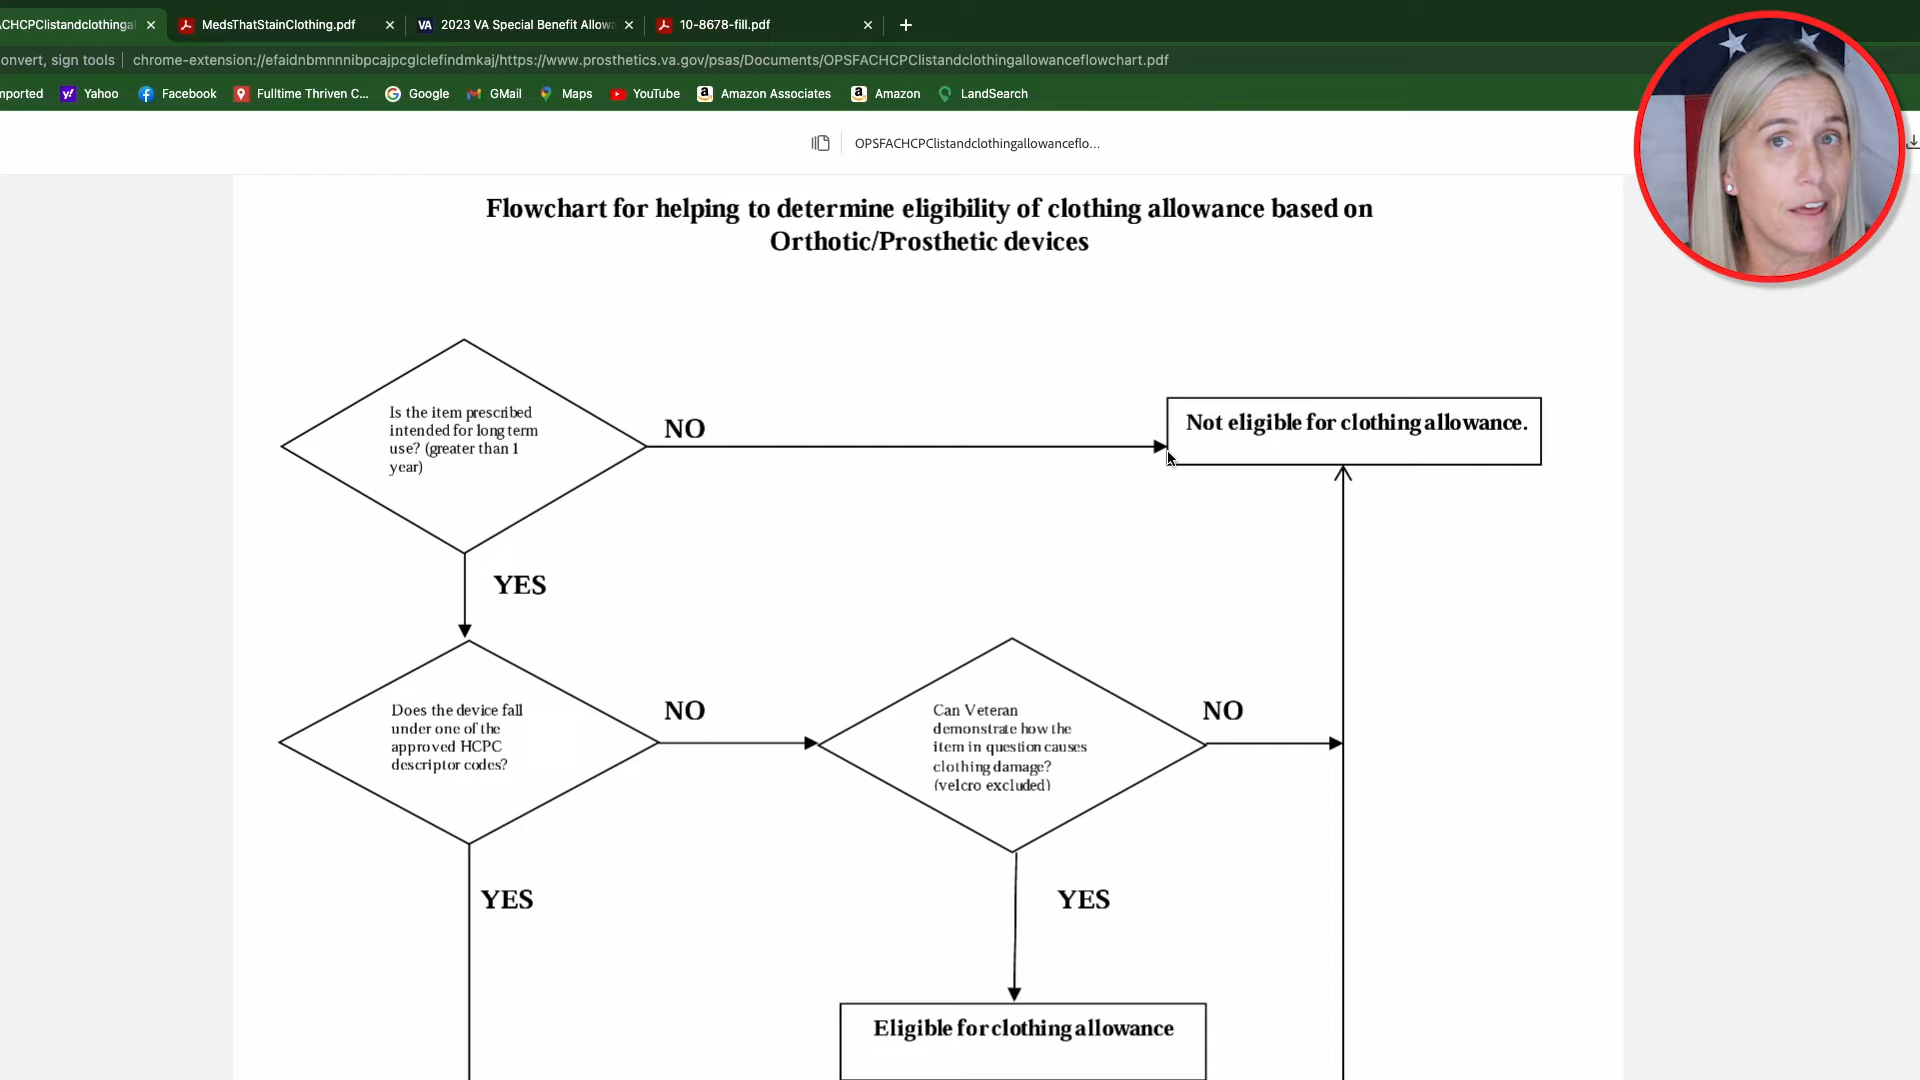 ACHCPClistandclothinga
MedsThatStainClothing.pdf
VA
2023 VA Special Benefit Allow
10-8678-fill.pdf
onvert, sign tools
chrome-extension://efaidnbmnnnibpcajpcglclefindmkaj/https://www.prosthetics.va.gov/psas/Documents/OPSFACHCPClistandclothingallowanceflowchart.pdf
mported
Yahoo
Facebook
Fulltime Thriven C...
Google
GMail
Maps
YouTube
Amazon Associates
Amazon
LandSearch
OPSFACHCPClistandclothingallowanceflo...
Flowchart for helping to determine eligibility of clothing allowance based on
Orthotic/Prosthetic devices
Is the item prescribed
intended for long term
use? (greater than 1
year)
NO
Not eligible for clothing allowance.
YES
Does the device fall
under one of the
approved HCPC
descriptor codes?
NO
Can Veteran
demonstrate how the
item in question causes
clothing damage?
(velcro excluded)
NO
YES
YES
Eligible for clothing allowance